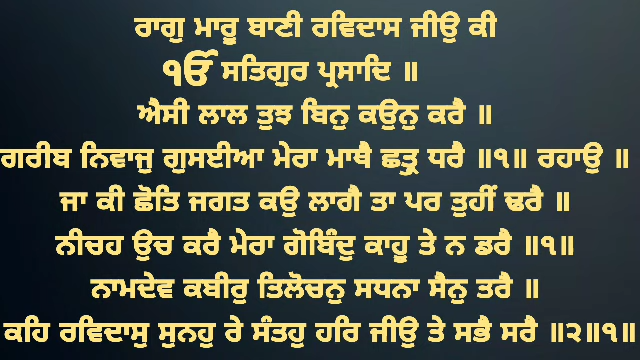 ਰਾਗੁ ਮਾਰੂ ਬਾਣੀ ਰਵਿਦਾਸ ਜੀਉ ਕੀ
ੴ ਸਤਿਗੁਰ ਪ੍ਰਸਾਦਿ ॥
ਐਸੀ ਲਾਲ ਤੁਝ ਬਿਨੁ ਕਉਨੁ ਕਰੈ ॥
ਗਰੀਬ ਨਿਵਾਜੁ ਗੁਸਈਆ ਮੇਰਾ ਮਾਥੈ ਛਤ੍ਰੁ ਧਰੈ ॥੧॥ ਰਹਾਉ ॥
ਜਾ ਕੀ ਛੋਤਿ ਜਗਤ ਕਉ ਲਾਗੈ ਤਾ ਪਰ ਤੁਹੀਂ ਢਰੈ ॥
ਨੀਚਹ ਉਚ ਕਰੈ ਮੇਰਾ ਗੋਬਿੰਦੁ ਕਾਹੂ ਤੇ ਨ ਡਰੈ ॥੧॥
ਨਾਮਦੇਵ ਕਬੀਰੁ ਤਿਲੋਚਨੁ ਸਧਨਾ ਸੈਨੁ ਤਰੈ ॥
ਕਹਿ ਰਵਿਦਾਸੁ ਸੁਨਹੁ ਰੇ ਸੰਤਹੁ ਹਰਿ ਜੀਉ ਤੇ ਸਭੈ ਸਰੈ ॥੨॥੧॥